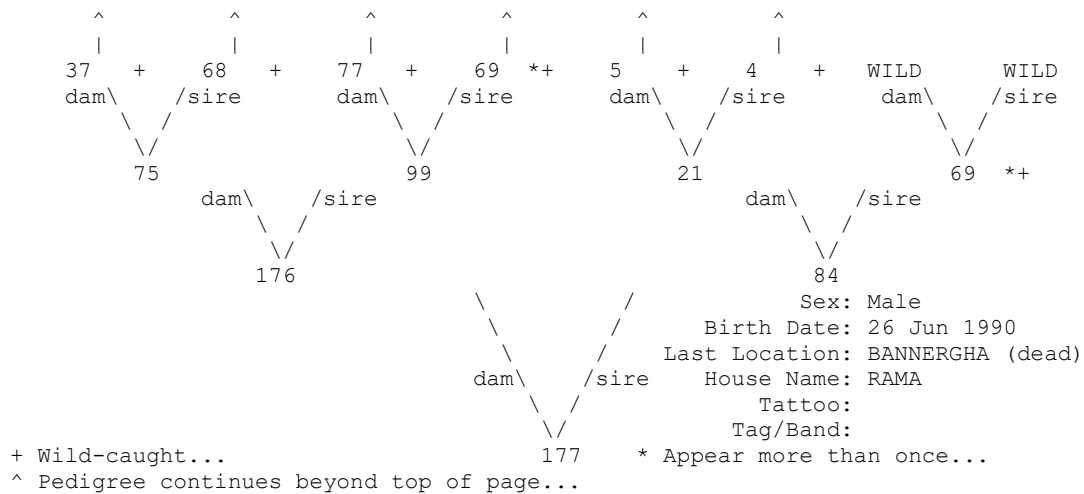 ^ ^ ^ ^ ^ ^
| | | | | |
37 + 68 + 77 + 69 *+ 5 + 4 + WILD WILD
dam\ /sire dam\ /sire dam\ /sire dam\ /sire
\ / \ / \ / \ /
\/ \/ \/ \/
75 99 21 69 *+
dam\ /sire dam\ /sire
\ / \ /
\/ \/
176 84
\ / Sex: Male
\ / Birth Date: 26 Jun 1990
\ / Last Location: BANNERGHA (dead)
dam\ /sire House Name: RAMA
\ / Tattoo:
\/ Tag/Band:
+ Wild-caught... 177 * Appear more than once...
^ Pedigree continues beyond top of page...